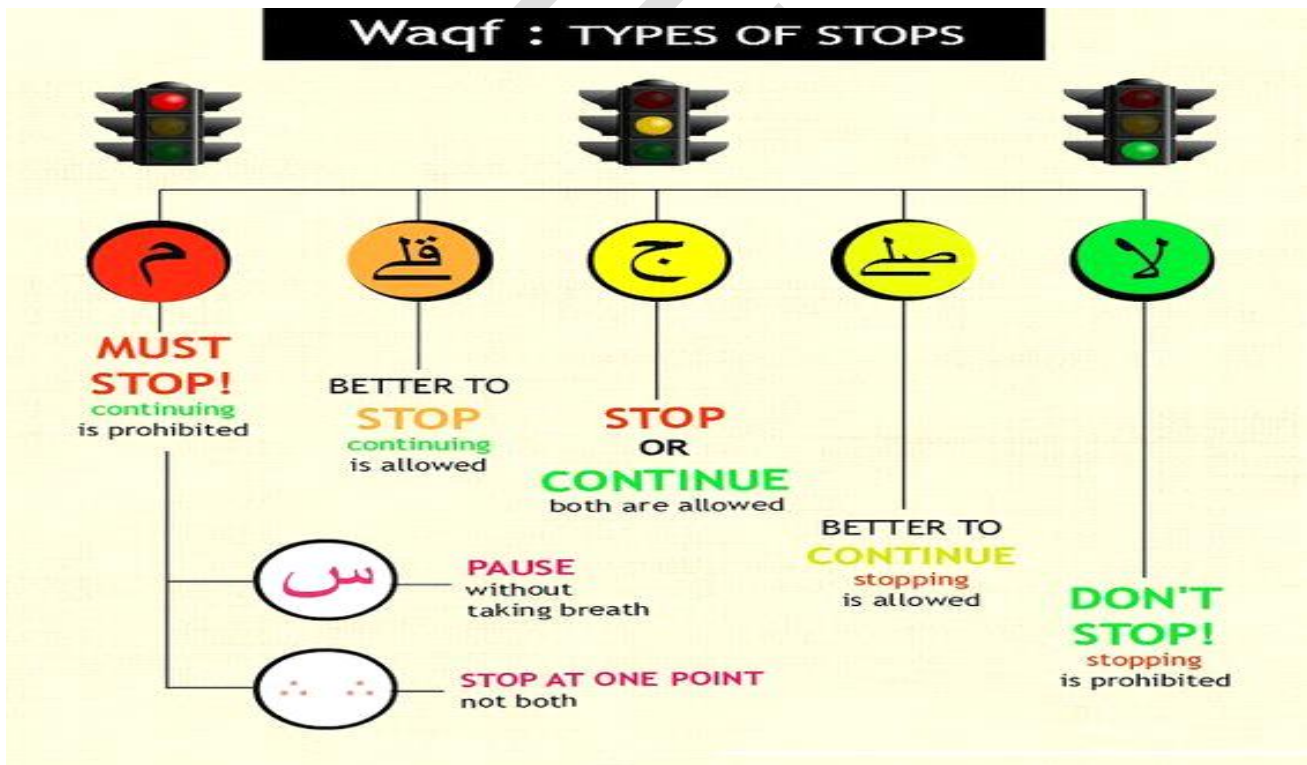 Waqf : TYPES OF STOPS
م
قلے
ج
صلے
لا
MUST
STOP!
continuing
is prohibited
BETTER TO
STOP
continuing
is allowed
STOP
OR
CONTINUE
both are allowed
BETTER TO
CONTINUE
stopping
is allowed
DON'T
STOP!
stopping
is prohibited
س
PAUSE
without
taking breath
∴ ∴
STOP AT ONE POINT
not both